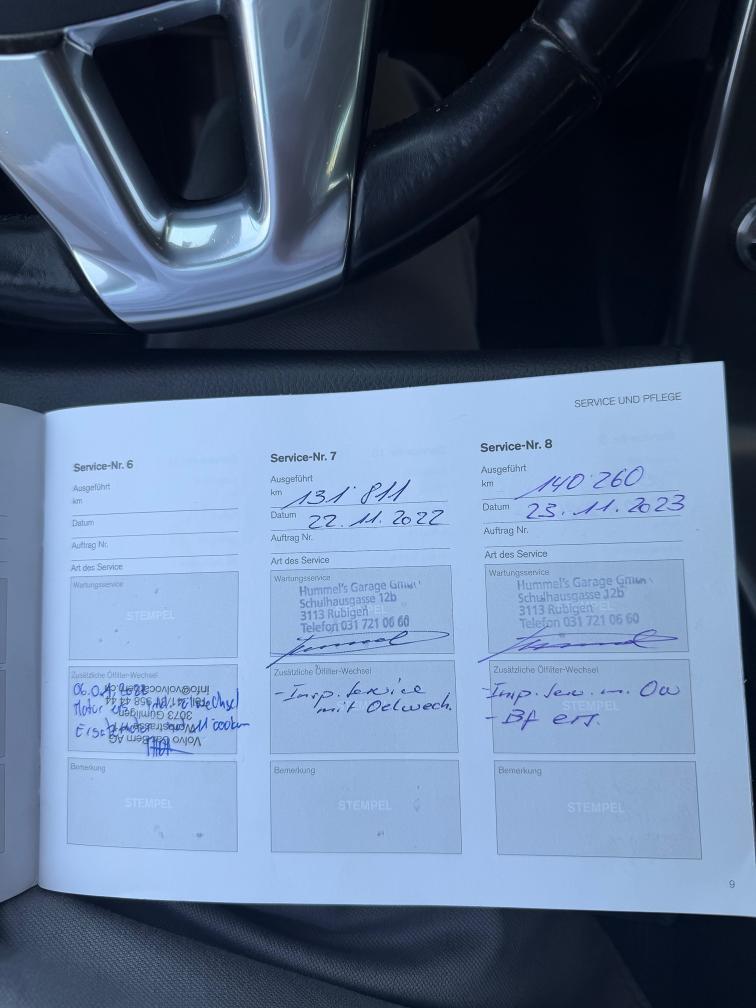 SERVICE UND PFLEGE
Service-Nr. 6
Ausgeführt
km
Datum
Auftrag Nr.
Art des Service
Wartungsservice
STEMPEL
Zusätzliche Ölfilter-Wechsel
Volvo Car Bern AG
3073 Gümligen
Bemerkung
STEMPEL
Service-Nr. 7
Ausgeführt
km 131'811
Datum 22.11.2022
Auftrag Nr.
Art des Service
Wartungsservice
Hummel's Garage GmbH
Schulhausgasse 12b
3113 Rubigen
Telefon 031 721 06 60
Zusätzliche Ölfilter-Wechsel
- Insp. Service
mit Oelwech.
Bemerkung
STEMPEL
Service-Nr. 8
Ausgeführt
km 140'260
Datum 23.11.2023
Auftrag Nr.
Art des Service
Wartungsservice
Hummel's Garage GmbH
Schulhausgasse 12b
3113 Rubigen
Telefon 031 721 06 60
Zusätzliche Ölfilter-Wechsel
- Insp. Ser. m. Ow
- Bf ers.
Bemerkung
STEMPEL
9